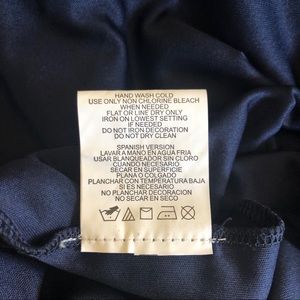 HAND WASH COLD
USE ONLY NON CHLORINE BLEACH
WHEN NEEDED
FLAT OR LINE DRY ONLY
IRON ON LOWEST SETTING
IF NEEDED
DO NOT IRON DECORATION
DO NOT DRY CLEAN
SPANISH VERSION
LAVAR A MANO EN AGUA FRIA
USAR BLANQUEADOR SIN CLORO
CUANDO NECESARIO
SECAR EN SUPERFICIE
PLANA O COLGADO
PLANCHAR CON TEMPERATURA BAJA
SI ES NECESARIO
NO PLANCHAR DECORACION
NO SECAR EN SECO